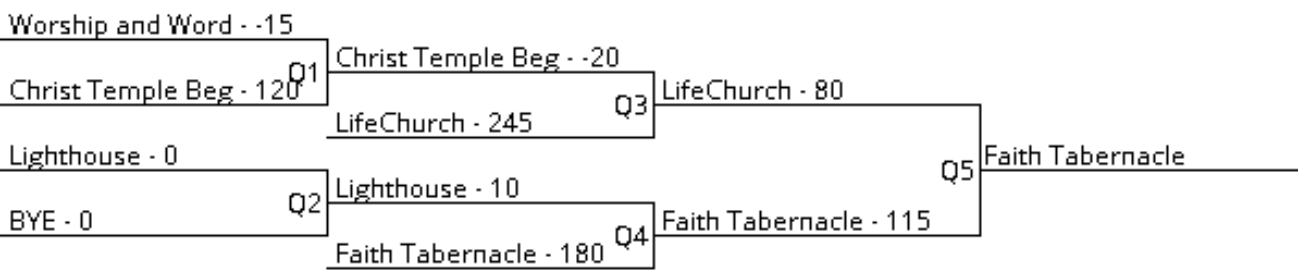 Worship and Word - -15
Christ Temple Beg - 120
Q1
Christ Temple Beg - -20
LifeChurch - 245
Q3
LifeChurch - 80
Lighthouse - 0
BYE - 0
Q2
Lighthouse - 10
Faith Tabernacle - 180
Q4
Faith Tabernacle - 115
Q5
Faith Tabernacle